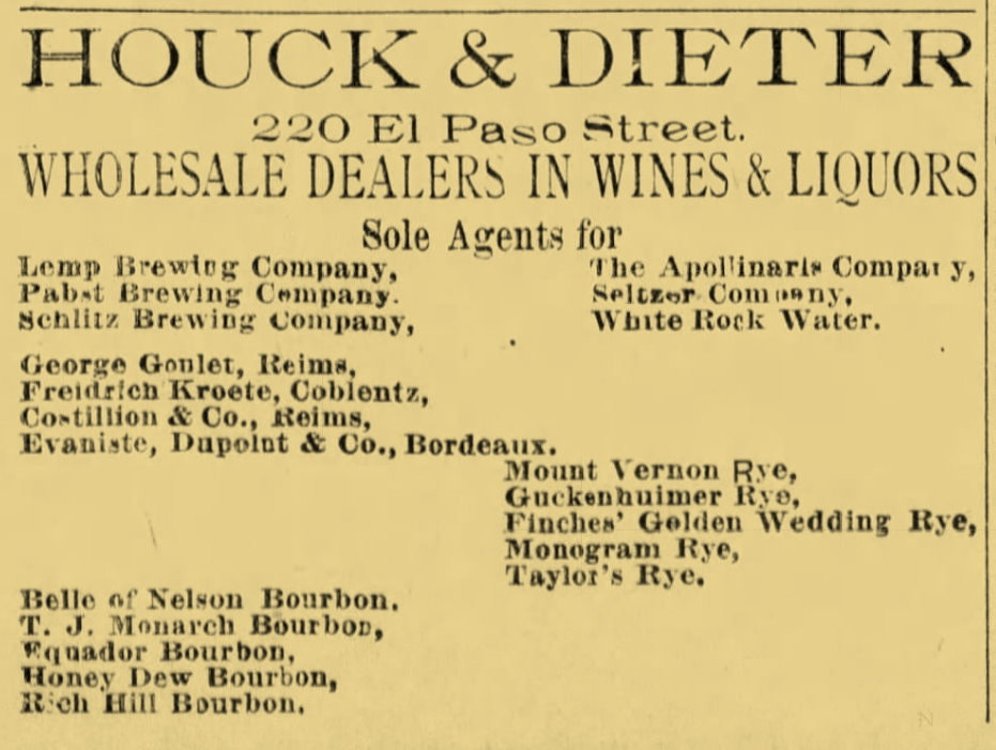 HOUCK & DIETER
220 El Paso Street.
WHOLESALE DEALERS IN WINES & LIQUORS
Sole Agents for
Lemp Brewing Company,
Pabst Brewing Company.
Schlitz Brewing Company,
The Apollinaris Company,
Seltzer Company,
White Rock Water.
George Goulet, Reims,
Freidrich Kroete, Coblentz,
Costillion & Co., Reims,
Evaniste, Dupoint & Co., Bordeaux.
Mount Vernon Rye,
Guckenhuimer Rye,
Finches' Golden Wedding Rye,
Monogram Rye,
Taylor's Rye.
Belle of Nelson Bourbon.
T. J. Monarch Bourbon,
Equador Bourbon,
Honey Dew Bourbon,
Rich Hill Bourbon.